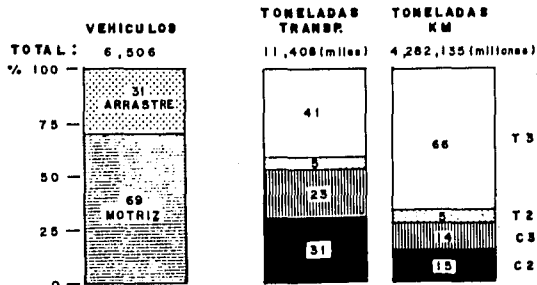 VEHICULOS
TONELADAS TRANSP.
TONELADAS KM
TOTAL: 6,506
11,408 (miles)
4,282,135 (millones)
% 100
75
50
25
0
31
ARRASTRE
69
MOTRIZ
41
5
23
31
66
5
14
15
T3
T2
C3
C2